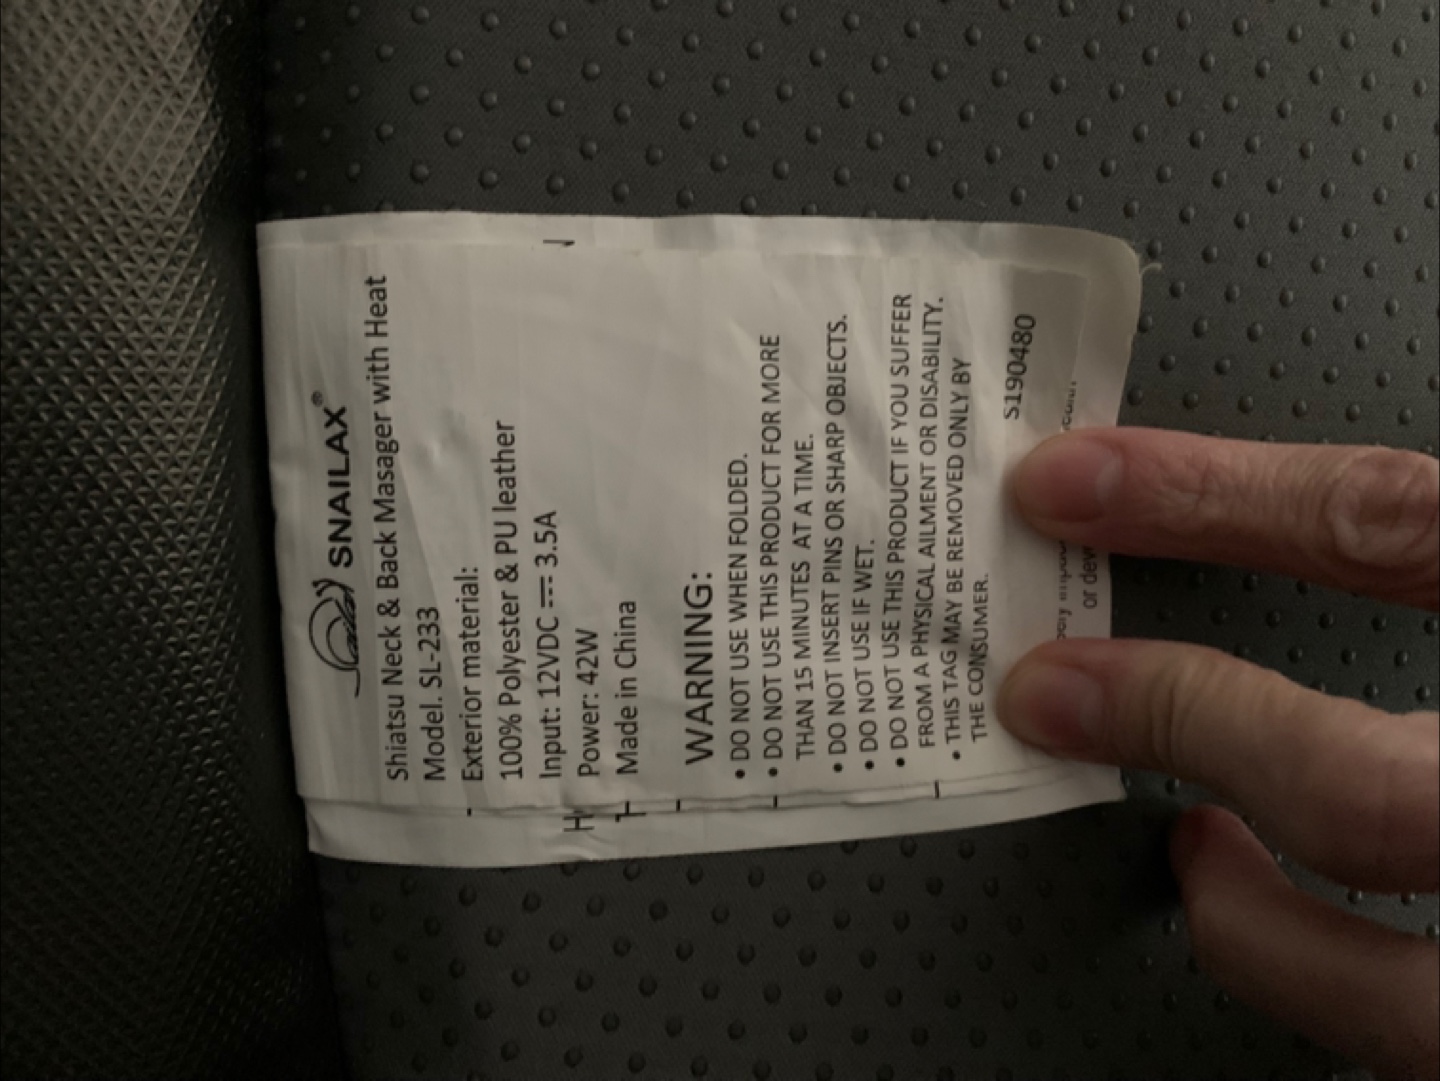 SNAILAX®
Shiatsu Neck & Back Masager with Heat
Model. SL-233
Exterior material:
100% Polyester & PU leather
Input: 12VDC ⎓ 3.5A
Power: 42W
Made in China
WARNING:
• DO NOT USE WHEN FOLDED.
• DO NOT USE THIS PRODUCT FOR MORE
THAN 15 MINUTES AT A TIME.
• DO NOT INSERT PINS OR SHARP OBJECTS.
• DO NOT USE IF WET.
• DO NOT USE THIS PRODUCT IF YOU SUFFER
FROM A PHYSICAL AILMENT OR DISABILITY.
• THIS TAG MAY BE REMOVED ONLY BY
THE CONSUMER.
S190480
or